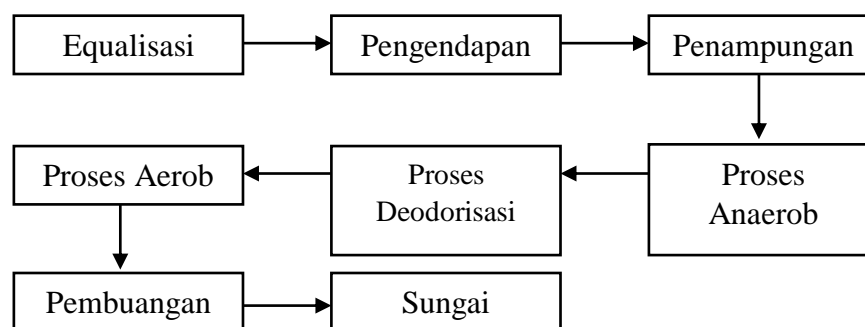 Equalisasi
Pengendapan
Penampungan
Proses Aerob
Proses
Deodorisasi
Proses
Anaerob
Pembuangan
Sungai